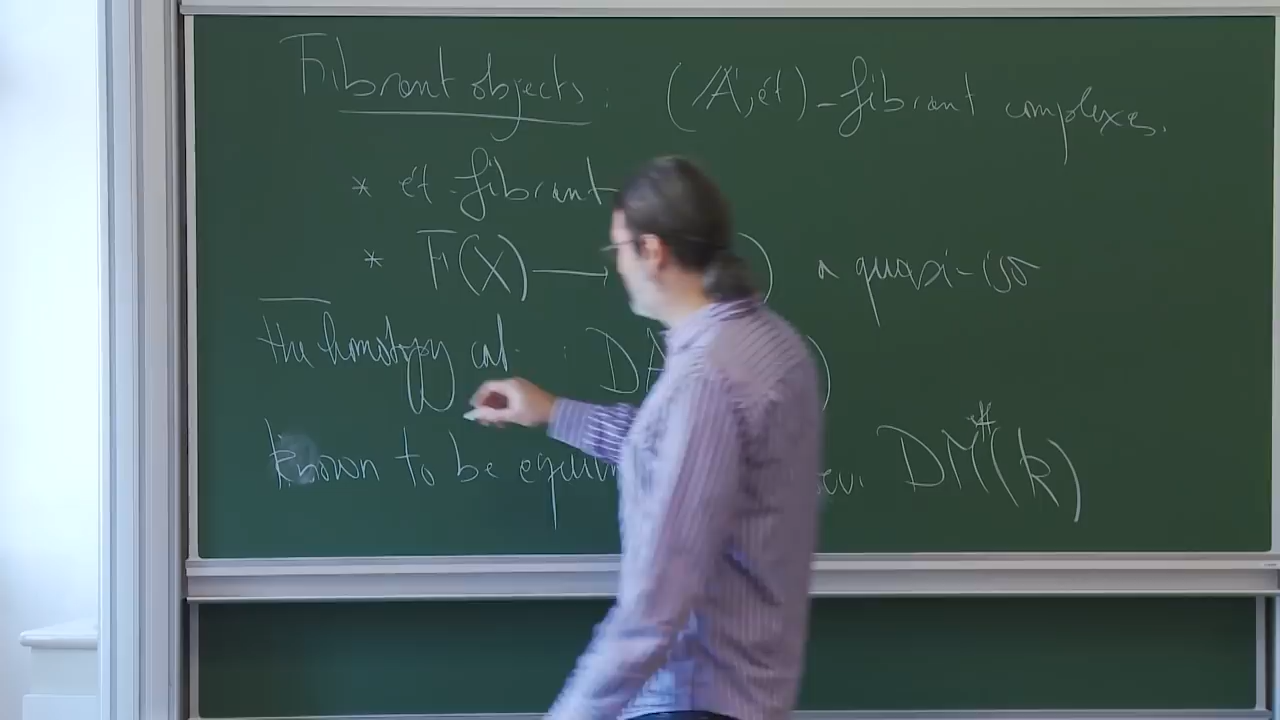 Fibrant objects : (𝔸¹, ét)-fibrant complexes.
* ét-fibrant
* F(X) ⟶ ) a quasi-iso
the homotopy cat. : DA )
known to be equiv DM (k)